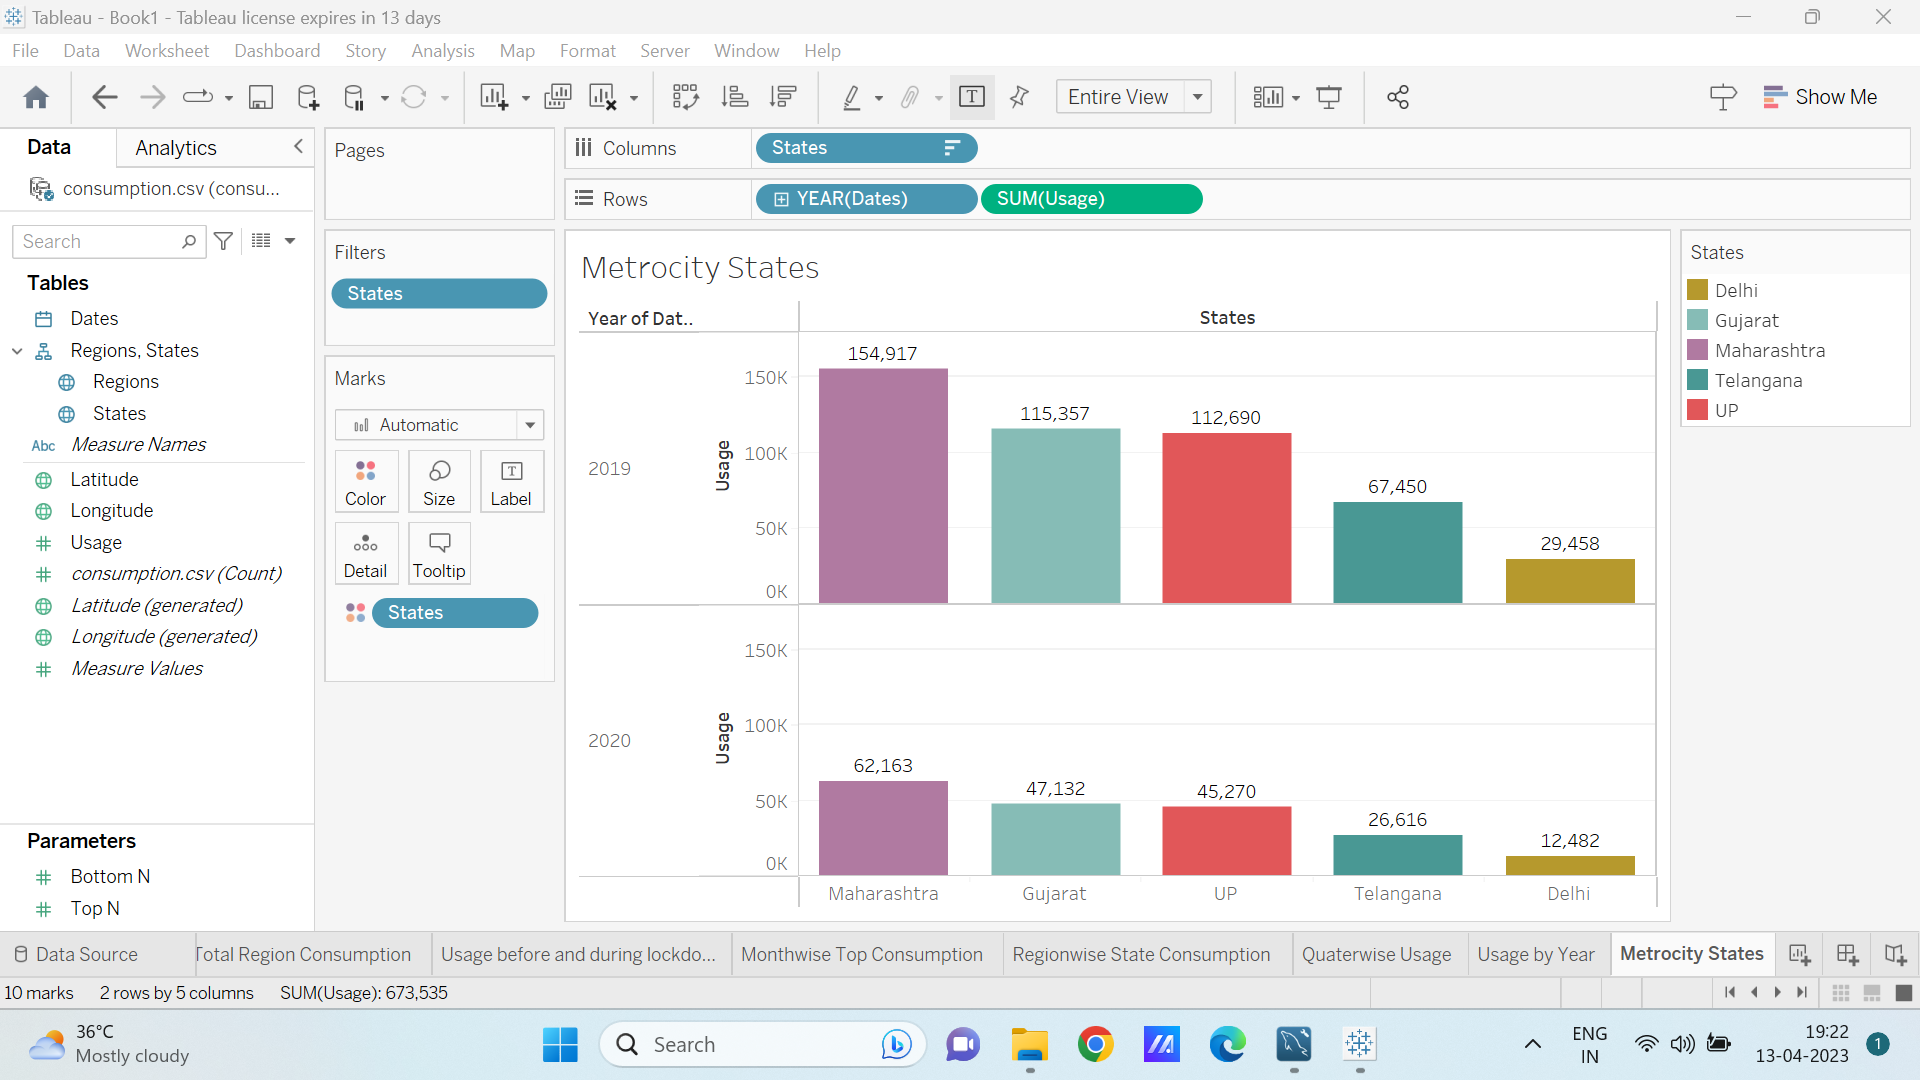 Tableau - Book1 - Tableau license expires in 13 days
File Data Worksheet Dashboard Story Analysis Map Format Server Window Help
T Entire View Show Me
Data Analytics
consumption.csv (consu...
Search
Tables
Dates
Regions, States
Regions
States
Abc Measure Names
Latitude
Longitude
Usage
consumption.csv (Count)
Latitude (generated)
Longitude (generated)
Measure Values
Parameters
Bottom N
Top N
Pages
Filters
States
Marks
Automatic
Color Size T Label
Detail Tooltip
States
Columns States
Rows YEAR(Dates) SUM(Usage)
Metrocity States
Year of Dat.. States
2019
Usage
150K
100K
50K
0K
154,917
115,357
112,690
67,450
29,458
2020
Usage
150K
100K
50K
0K
62,163
47,132
45,270
26,616
12,482
Maharashtra Gujarat UP Telangana Delhi
States
Delhi
Gujarat
Maharashtra
Telangana
UP
Data Source Total Region Consumption Usage before and during lockdo... Monthwise Top Consumption Regionwise State Consumption Quaterwise Usage Usage by Year Metrocity States
10 marks 2 rows by 5 columns SUM(Usage): 673,535
36°C
Mostly cloudy
Search
ENG
IN
19:22
13-04-2023
1